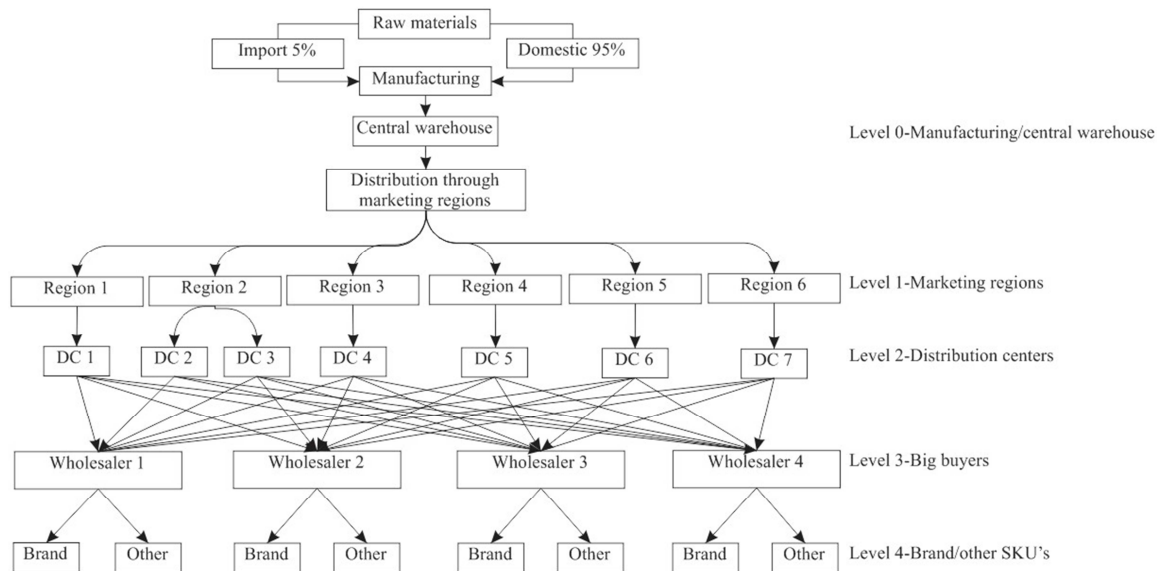 Raw materials
Import 5%
Domestic 95%
Manufacturing
Central warehouse
Level 0-Manufacturing/central warehouse
Distribution through
marketing regions
Region 1
Region 2
Region 3
Region 4
Region 5
Region 6
Level 1-Marketing regions
DC 1
DC 2
DC 3
DC 4
DC 5
DC 6
DC 7
Level 2-Distribution centers
Wholesaler 1
Wholesaler 2
Wholesaler 3
Wholesaler 4
Level 3-Big buyers
Brand
Other
Brand
Other
Brand
Other
Brand
Other
Level 4-Brand/other SKU's